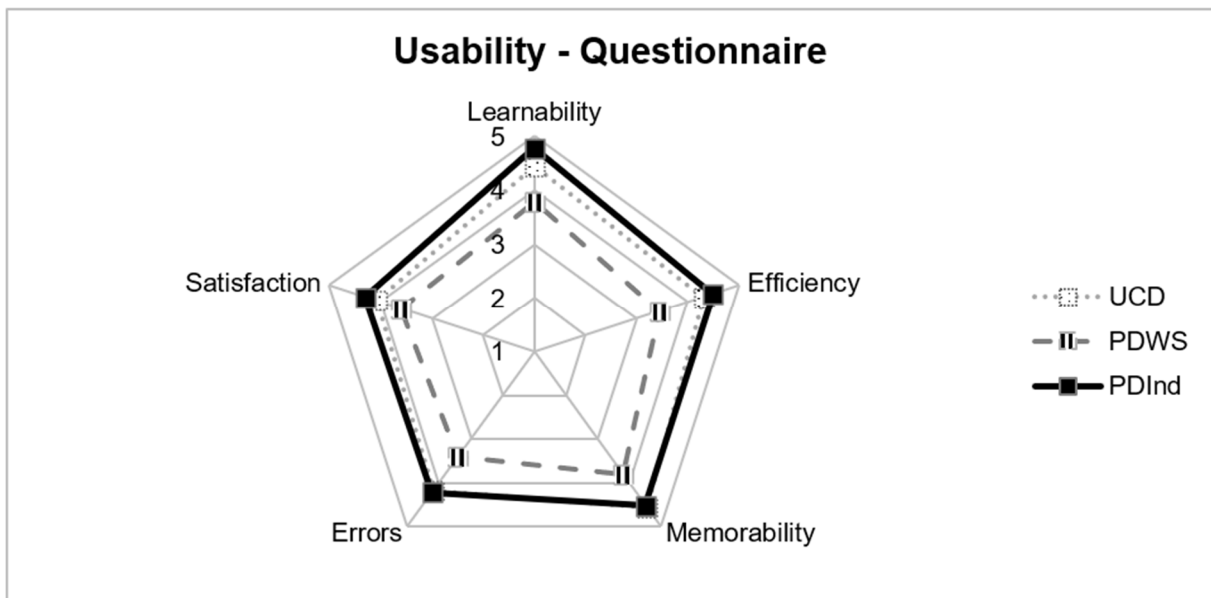 Usability - Questionnaire
Learnability
5
4
3
2
1
Satisfaction
Efficiency
Errors
Memorability
UCD
PDWS
PDInd